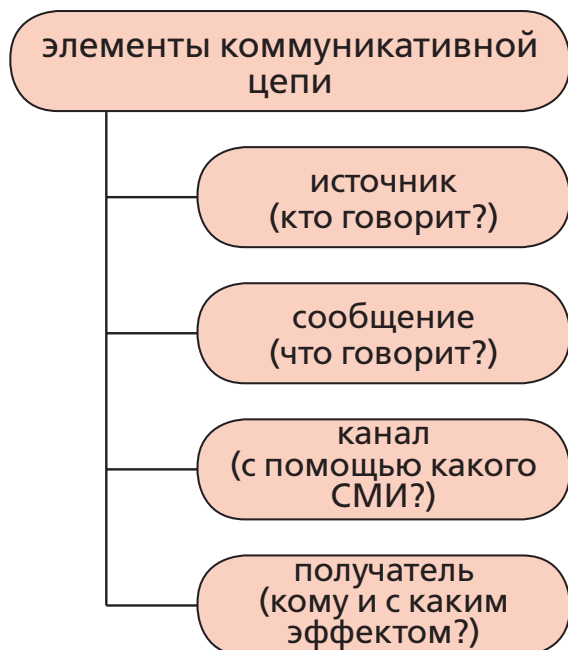 элементы коммуникативной
цепи
источник
(кто говорит?)
сообщение
(что говорит?)
канал
(с помощью какого
СМИ?)
получатель
(кому и с каким
эффектом?)